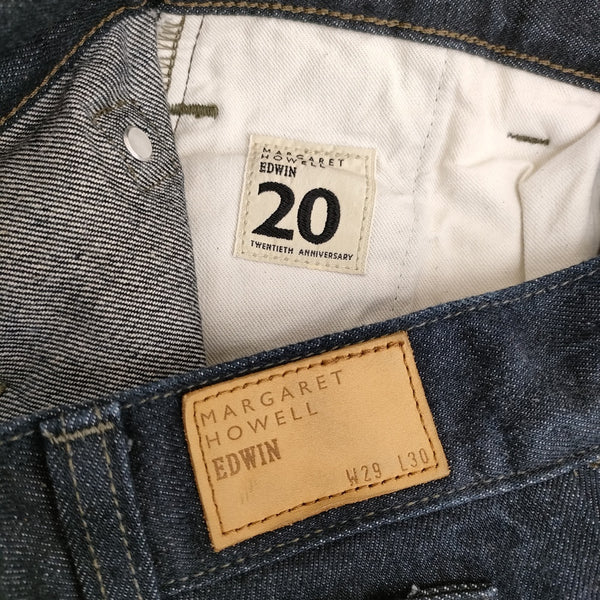 MARGARET
HOWELL
EDWIN
20
TWENTIETH ANNIVERSARY
MARGARET
HOWELL
EDWIN
W29 L30